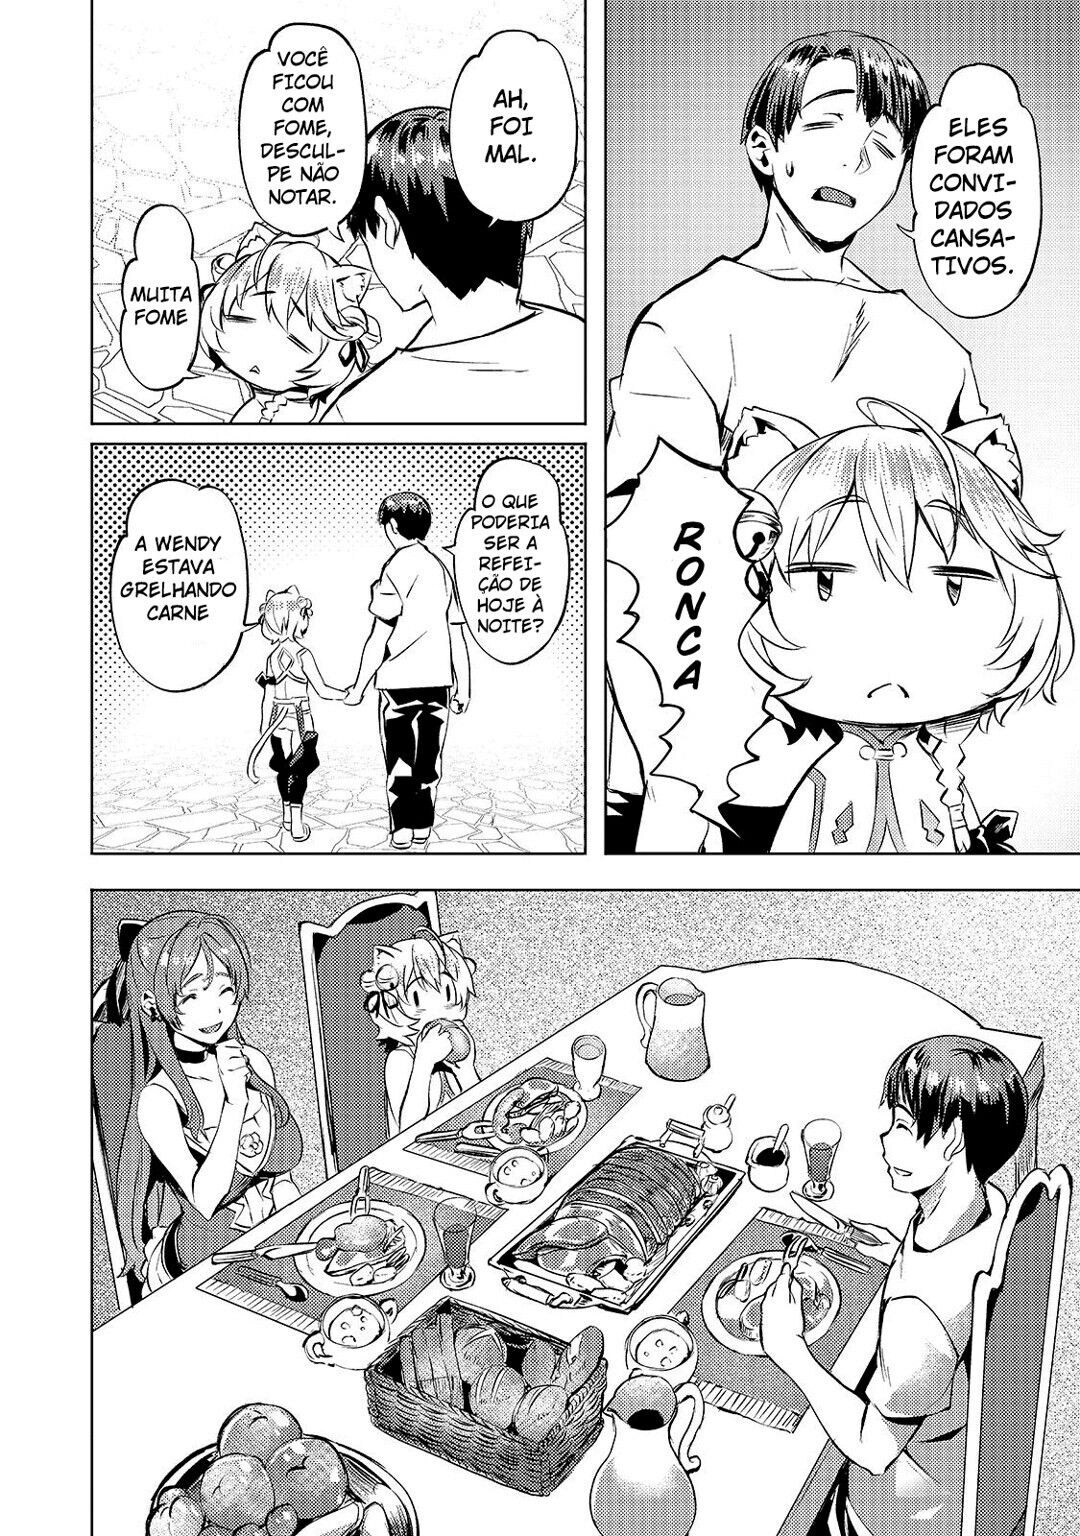 ELES
FORAM
CONVI-
DADOS
CANSA-
TIVOS.
RONCA
AH,
FOI
MAL.
VOCÊ
FICOU
COM
FOME,
DESCUL-
PE NÃO
NOTAR.
MUITA
FOME
O QUE
PODERIA
SER A
REFEI-
ÇÃO DE
HOJE À
NOITE?
A WENDY
ESTAVA
GRELHANDO
CARNE